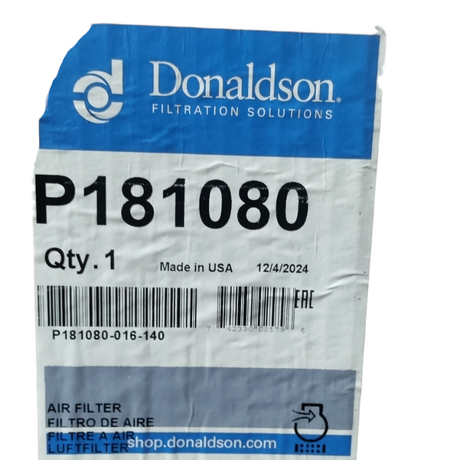 Donaldson.
FILTRATION SOLUTIONS
P181080
Qty. 1 Made in USA 12/4/2024
EAC
P181080-016-140
AIR FILTER
FILTRO DE AIRE
FILTRE A AIR
LUFTFILTER
shop.donaldson.com